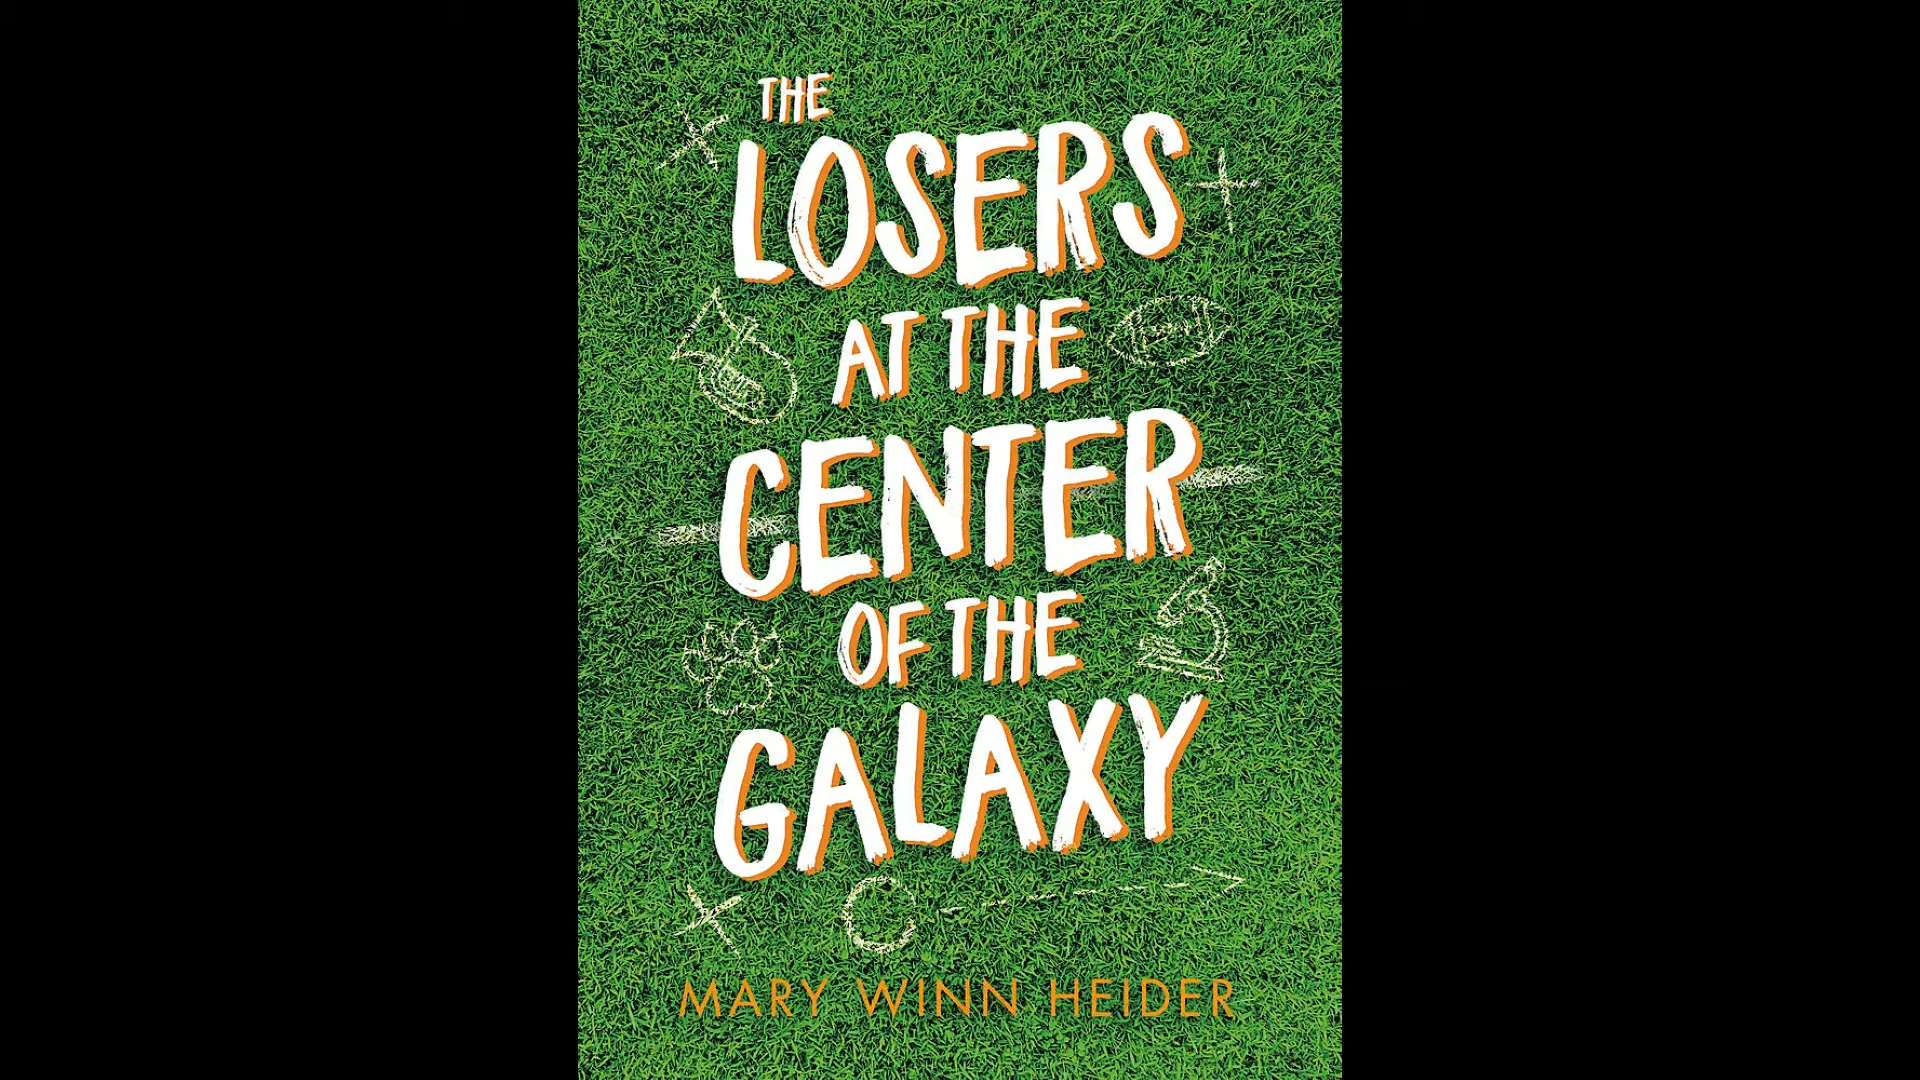 THE
LOSERS
AT THE
CENTER
OF THE
GALAXY
MARY WINN HEIDER